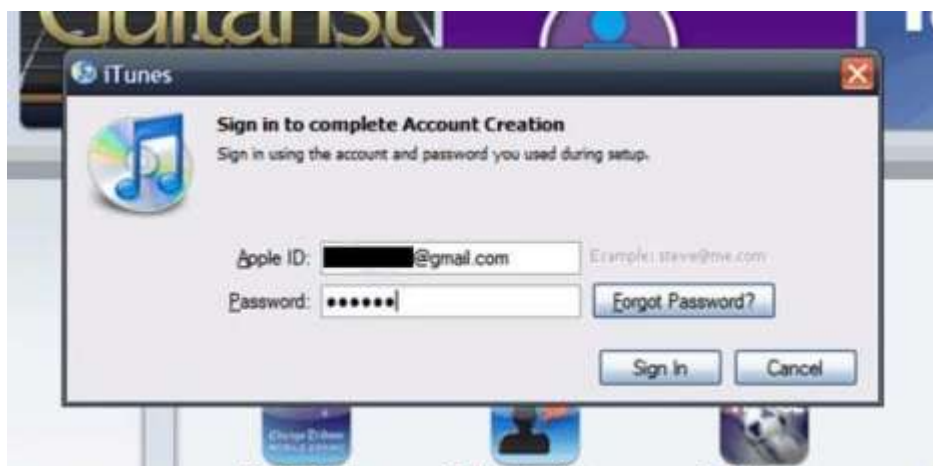 Guitarist
iTunes
Sign in to complete Account Creation
Sign in using the account and password you used during setup.
Apple ID: @gmail.com Example: steve@me.com
Password: •••••• Forgot Password?
Sign In Cancel